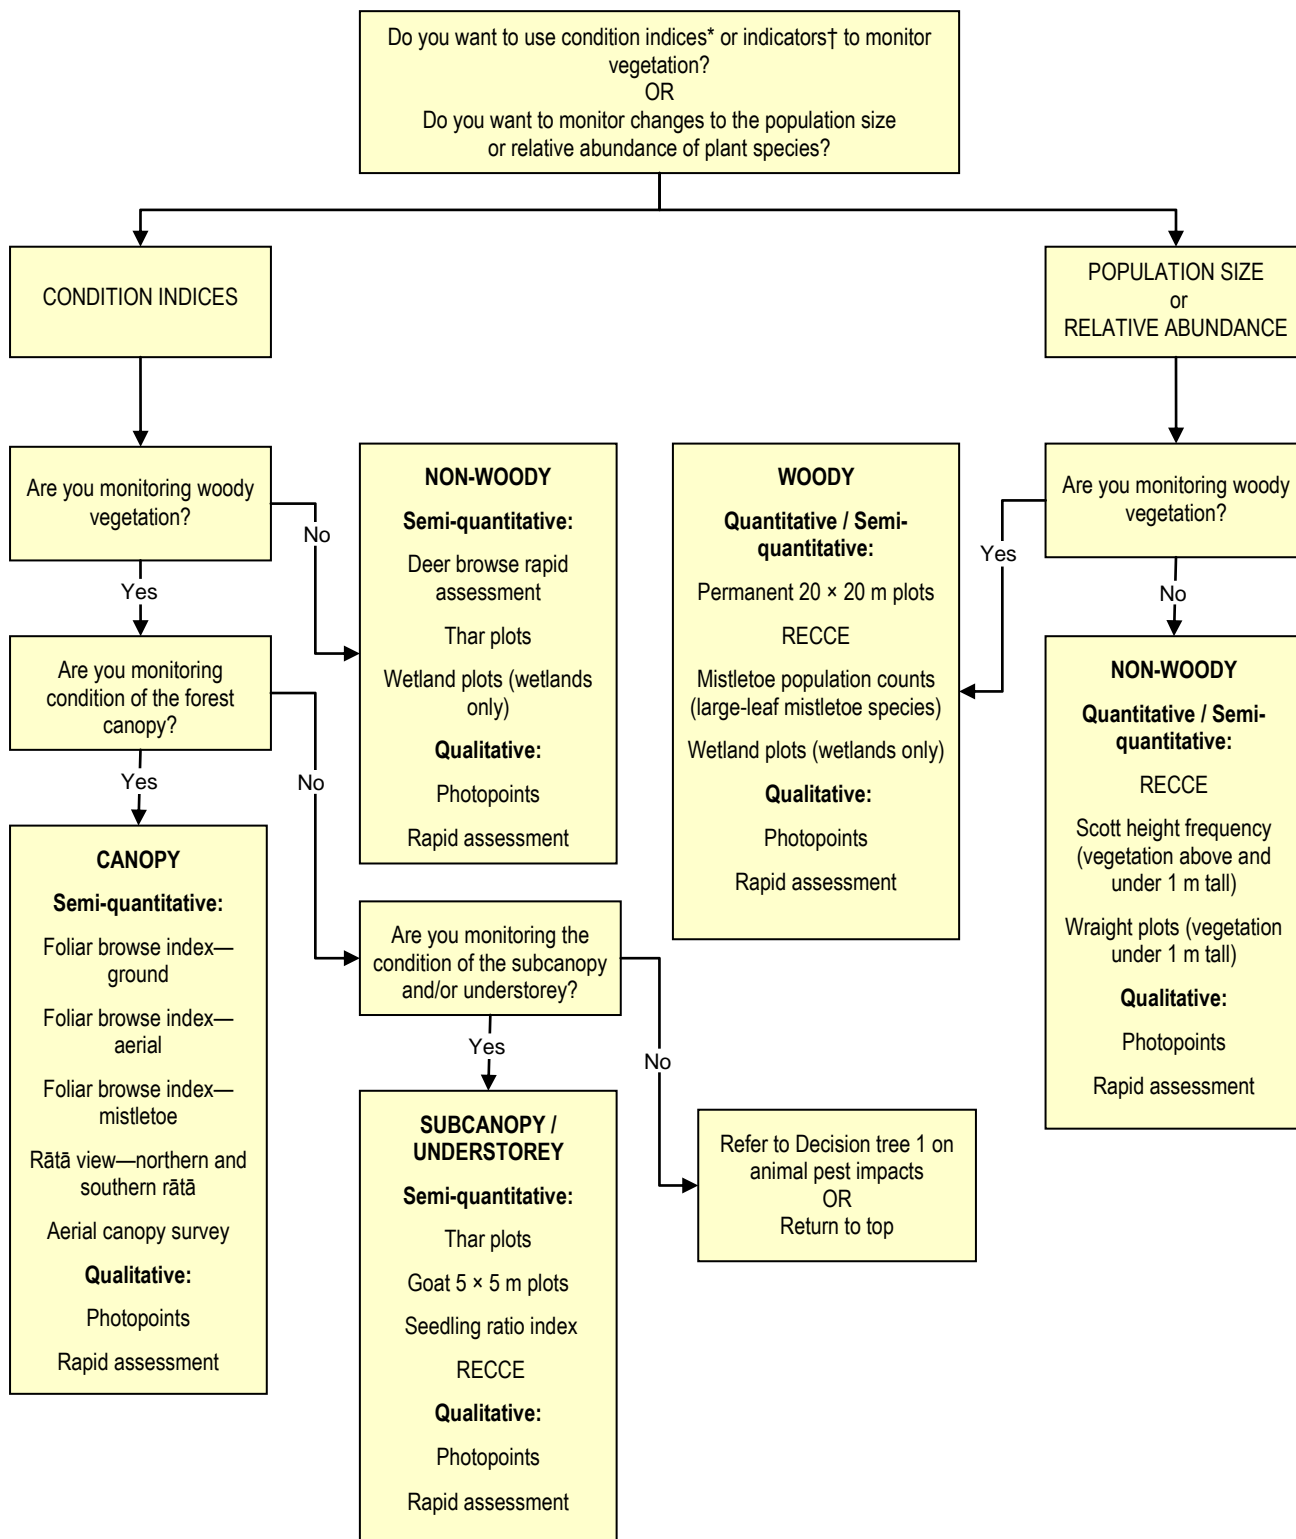 Do you want to use condition indices* or indicators† to monitor
vegetation?
OR
Do you want to monitor changes to the population size
or relative abundance of plant species?
CONDITION INDICES
POPULATION SIZE
or
RELATIVE ABUNDANCE
Are you monitoring woody
vegetation?
No
Yes
NON-WOODY
Semi-quantitative:
Deer browse rapid
assessment
Thar plots
Wetland plots (wetlands
only)
Qualitative:
Photopoints
Rapid assessment
WOODY
Quantitative / Semi-
quantitative:
Permanent 20 × 20 m plots
RECCE
Mistletoe population counts
(large-leaf mistletoe species)
Wetland plots (wetlands only)
Qualitative:
Photopoints
Rapid assessment
Are you monitoring woody
vegetation?
Yes
No
NON-WOODY
Quantitative / Semi-
quantitative:
RECCE
Scott height frequency
(vegetation above and
under 1 m tall)
Wraight plots (vegetation
under 1 m tall)
Qualitative:
Photopoints
Rapid assessment
Are you monitoring
condition of the forest
canopy?
Yes
No
CANOPY
Semi-quantitative:
Foliar browse index—
ground
Foliar browse index—
aerial
Foliar browse index—
mistletoe
Rātā view—northern and
southern rātā
Aerial canopy survey
Qualitative:
Photopoints
Rapid assessment
Are you monitoring the
condition of the subcanopy
and/or understorey?
Yes
No
SUBCANOPY /
UNDERSTOREY
Semi-quantitative:
Thar plots
Goat 5 × 5 m plots
Seedling ratio index
RECCE
Qualitative:
Photopoints
Rapid assessment
Refer to Decision tree 1 on
animal pest impacts
OR
Return to top